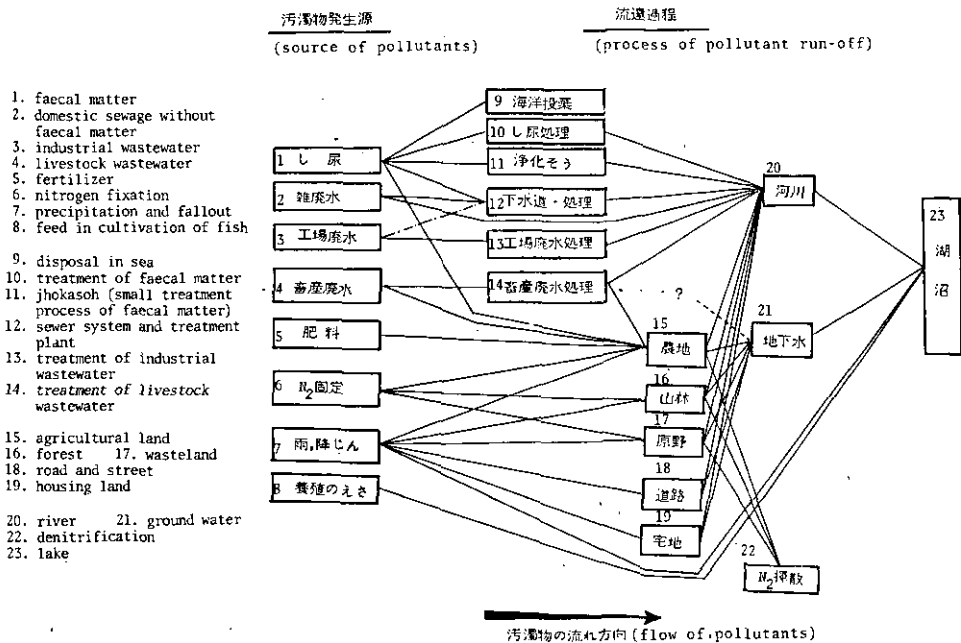 汚濁物発生源
(source of pollutants)
流達過程
(process of pollutant run-off)
1. faecal matter
2. domestic sewage without
faecal matter
3. industrial wastewater
4. livestock wastewater
5. fertilizer
6. nitrogen fixation
7. precipitation and fallout
8. feed in cultivation of fish
9. disposal in sea
10. treatment of faecal matter
11. jhokasoh (small treatment
process of faecal matter)
12. sewer system and treatment
plant
13. treatment of industrial
wastewater
14. treatment of livestock
wastewater
15. agricultural land
16. forest 17. wasteland
18. road and street
19. housing land
20. river 21. ground water
22. denitrification
23. lake
1 し 尿
2 雑廃水
3 工場廃水
4 畜産廃水
5 肥料
6 N2固定
7 雨,降じん
8 養殖のえさ
9 海洋投棄
10 し尿処理
11 浄化そう
12 下水道・処理
13 工場廃水処理
14 畜産廃水処理
?
15
農地
16
山林
17
原野
18
道路
19
宅地
20
河川
21
地下水
22
N2揮散
23
湖
沼
汚濁物の流れ方向 (flow of pollutants)